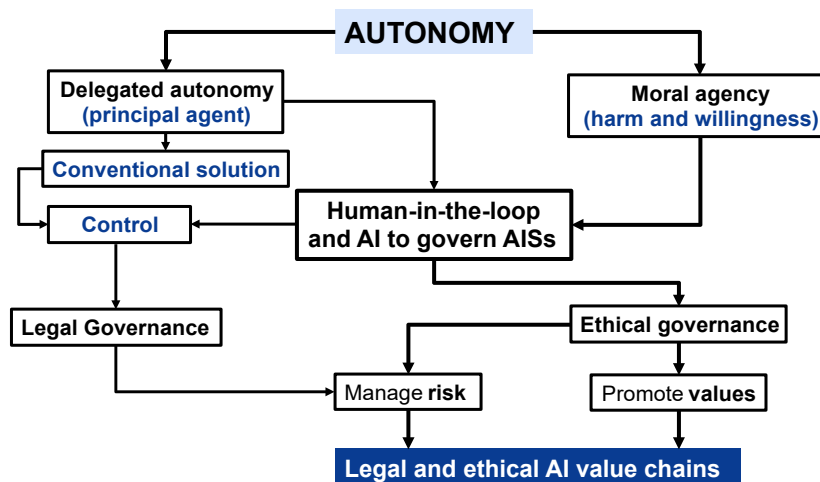 AUTONOMY
Delegated autonomy
(principal agent)
Moral agency
(harm and willingness)
Conventional solution
Human-in-the-loop
and AI to govern AISs
Control
Legal Governance
Ethical governance
Manage risk
Promote values
Legal and ethical AI value chains